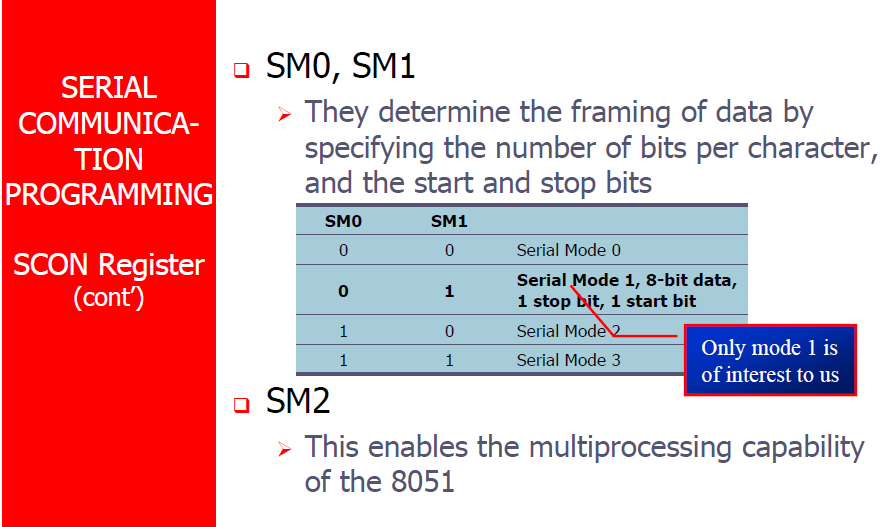 SERIAL
COMMUNICA-
TION
PROGRAMMING
SCON Register
(cont’)
SM0, SM1
They determine the framing of data by
specifying the number of bits per character,
and the start and stop bits
SM0 SM1
0 0 Serial Mode 0
0 1 Serial Mode 1, 8-bit data,
1 stop bit, 1 start bit
1 0 Serial Mode 2
1 1 Serial Mode 3
Only mode 1 is
of interest to us
SM2
This enables the multiprocessing capability
of the 8051